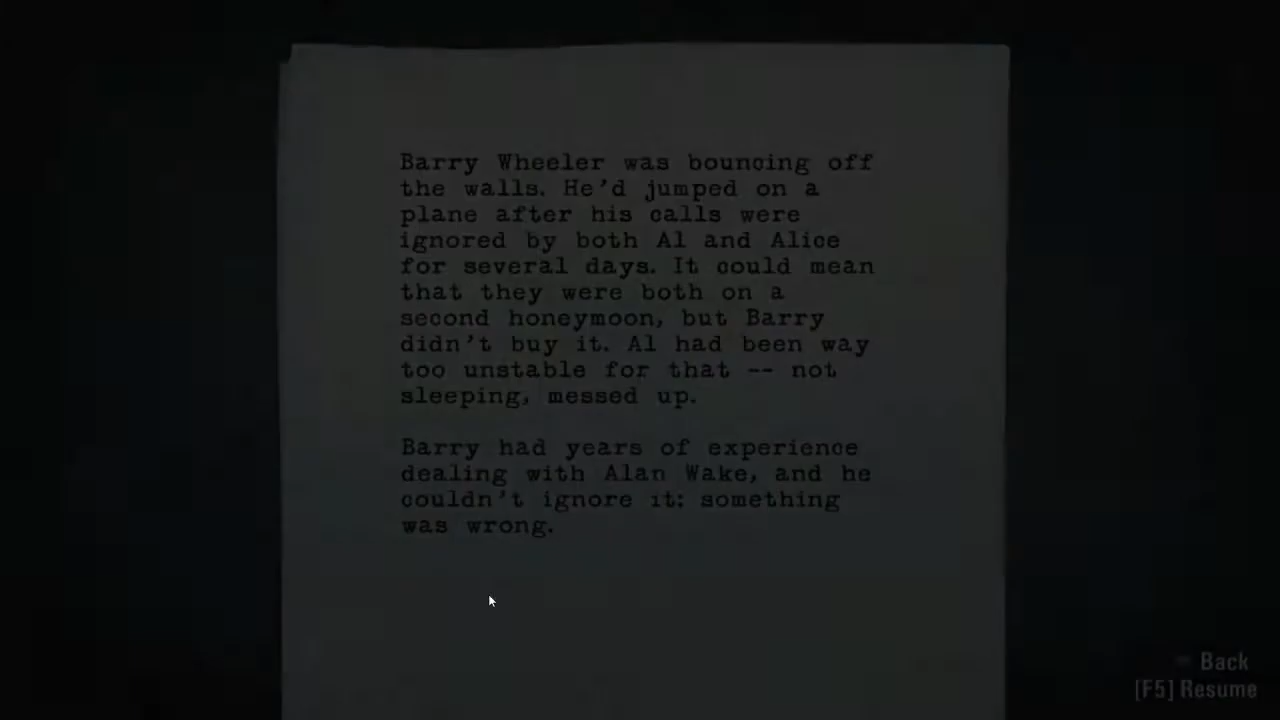 Barry Wheeler was bouncing off
the walls. He'd jumped on a
plane after his calls were
ignored by both Al and Alice
for several days. It could mean
that they were both on a
second honeymoon, but Barry
didn't buy it. Al had been way
too unstable for that -- not
sleeping, messed up.
Barry had years of experience
dealing with Alan Wake, and he
couldn't ignore it: something
was wrong.
Back
[F5] Resume